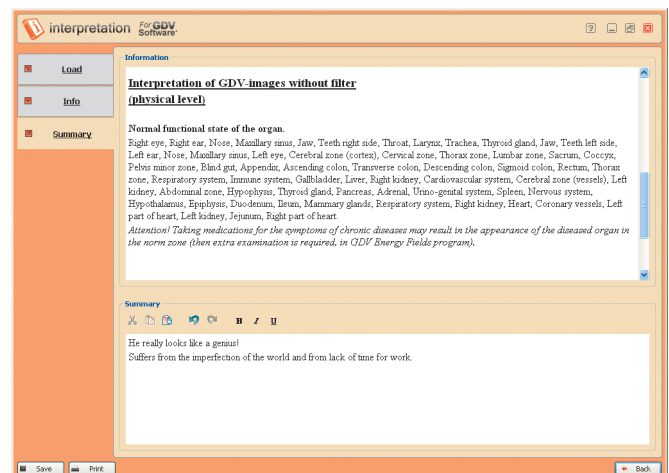 interpretation For GDV Software
Load
Info
Summary
Information
Interpretation of GDV-images without filter
(physical level)
Normal functional state of the organ.
Right eye, Right ear, Nose, Maxillary sinus, Jaw, Teeth right side, Throat, Larynx, Trachea, Thyroid gland, Jaw, Teeth left side,
Left ear, Nose, Maxillary sinus, Left eye, Cerebral zone (cortex), Cervical zone, Thorax zone, Lumbar zone, Sacrum, Coccyx,
Pelvis minor zone, Blind gut, Appendix, Ascending colon, Transverse colon, Descending colon, Sigmoid colon, Rectum, Thorax
zone, Respiratory system, Immune system, Gallbladder, Liver, Right kidney, Cardiovascular system, Cerebral zone (vessels), Left
kidney, Abdominal zone, Hypophysis, Thyroid gland, Pancreas, Adrenal, Urino-genital system, Spleen, Nervous system,
Hypothalamus, Epiphysis, Duodenum, Ileum, Mammary glands, Respiratory system, Right kidney, Heart, Coronary vessels, Left
part of heart, Left kidney, Jejunum, Right part of heart.
Attention! Taking medications for the symptoms of chronic diseases may result in the appearance of the diseased organ in
the norm zone (then extra examination is required, in GDV Energy Fields program).
Summary
B I U
He really looks like a genius!
Suffers from the imperfection of the world and from lack of time for work.
Save Print Back